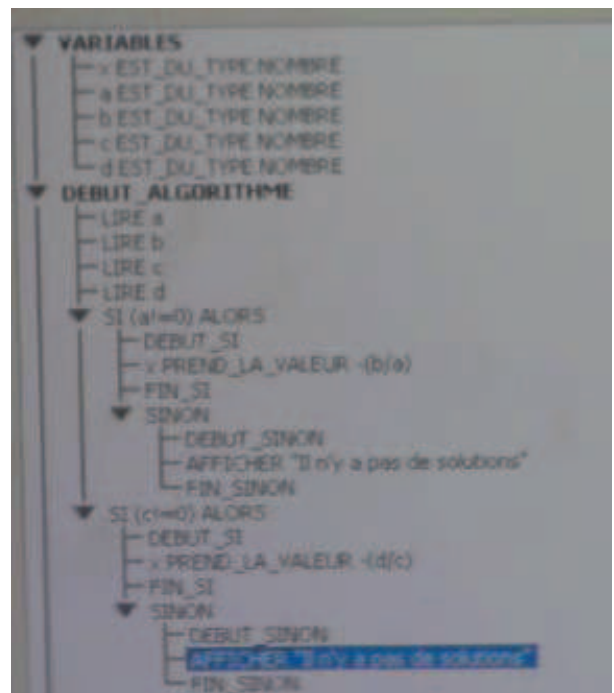 VARIABLES
x EST_DU_TYPE NOMBRE
a EST_DU_TYPE NOMBRE
b EST_DU_TYPE NOMBRE
c EST_DU_TYPE NOMBRE
d EST_DU_TYPE NOMBRE
DEBUT_ALGORITHME
LIRE a
LIRE b
LIRE c
LIRE d
SI (a!=0) ALORS
DEBUT_SI
x PREND_LA_VALEUR -(b/a)
FIN_SI
SINON
DEBUT_SINON
AFFICHER "Il n'y a pas de solutions"
FIN_SINON
SI (c!=0) ALORS
DEBUT_SI
x PREND_LA_VALEUR -(d/c)
FIN_SI
SINON
DEBUT_SINON
AFFICHER "Il n'y a pas de solutions"
FIN_SINON